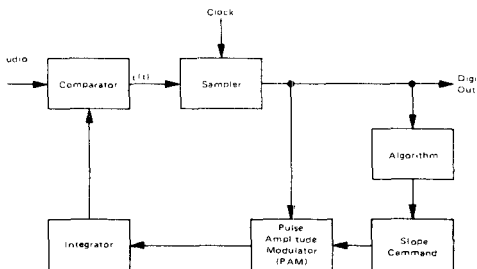 Clock
udio
Comparator
ε(t)
Sampler
Digi
Out
Algorithm
Integrator
Pulse
Amplitude
Modulator
(PAM)
Slope
Command